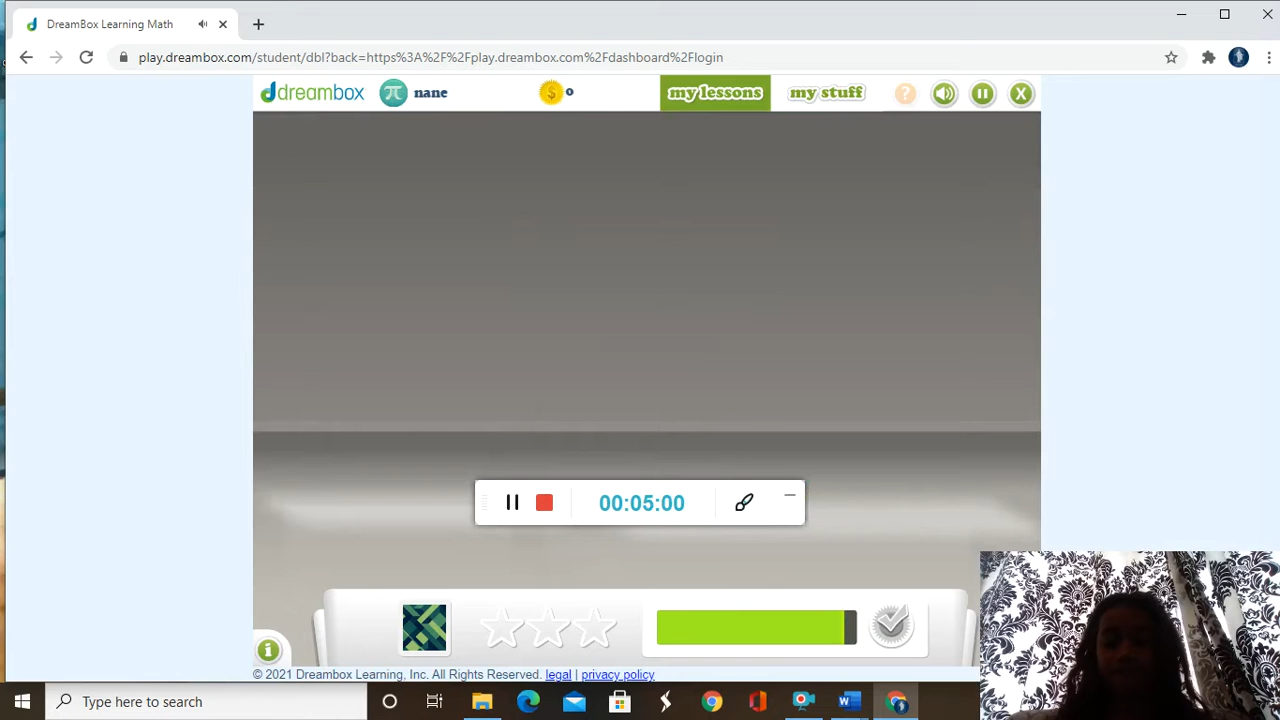 DreamBox Learning Math
play.dreambox.com/student/dbl?back=https%3A%2F%2Fplay.dreambox.com%2Fdashboard%2Flogin
dreambox π nane $ 0 my lessons my stuff ? X
00:05:00
© 2021 Dreambox Learning, Inc. All Rights Reserved. legal | privacy policy
Type here to search